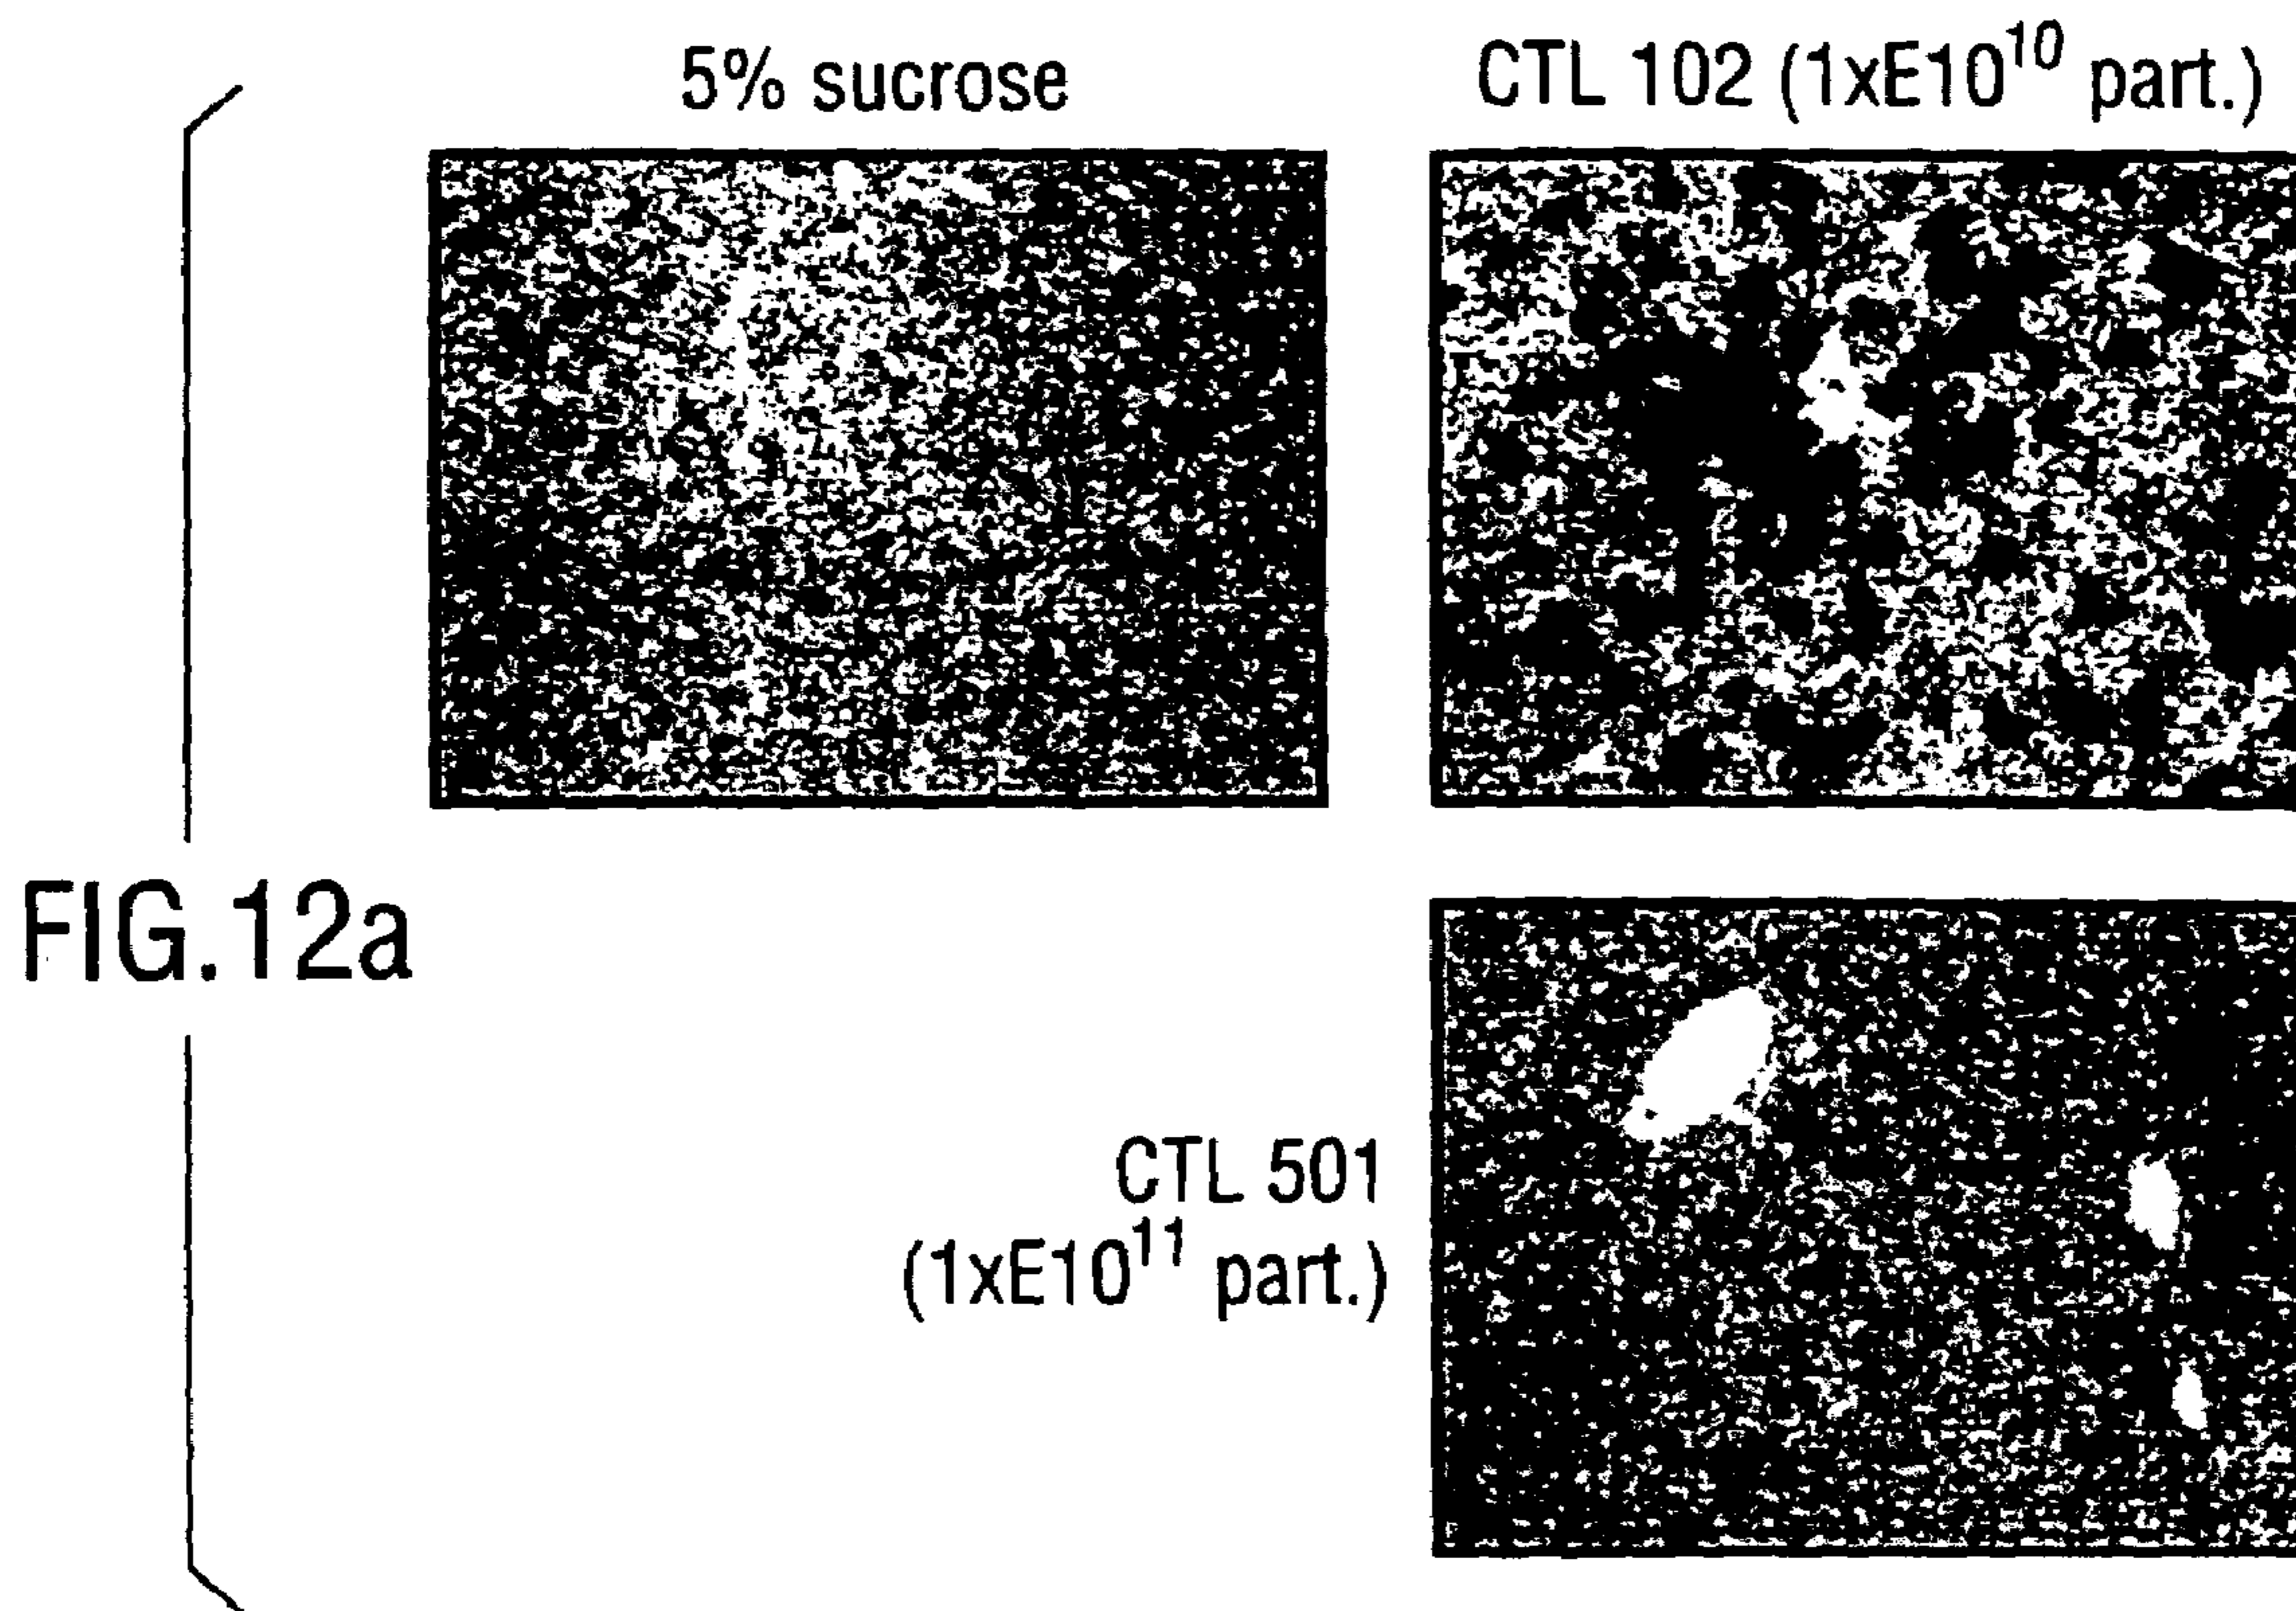 5% sucrose
CTL 102 (1xE10¹⁰ part.)
FIG.12a
CTL 501
(1xE10¹¹ part.)